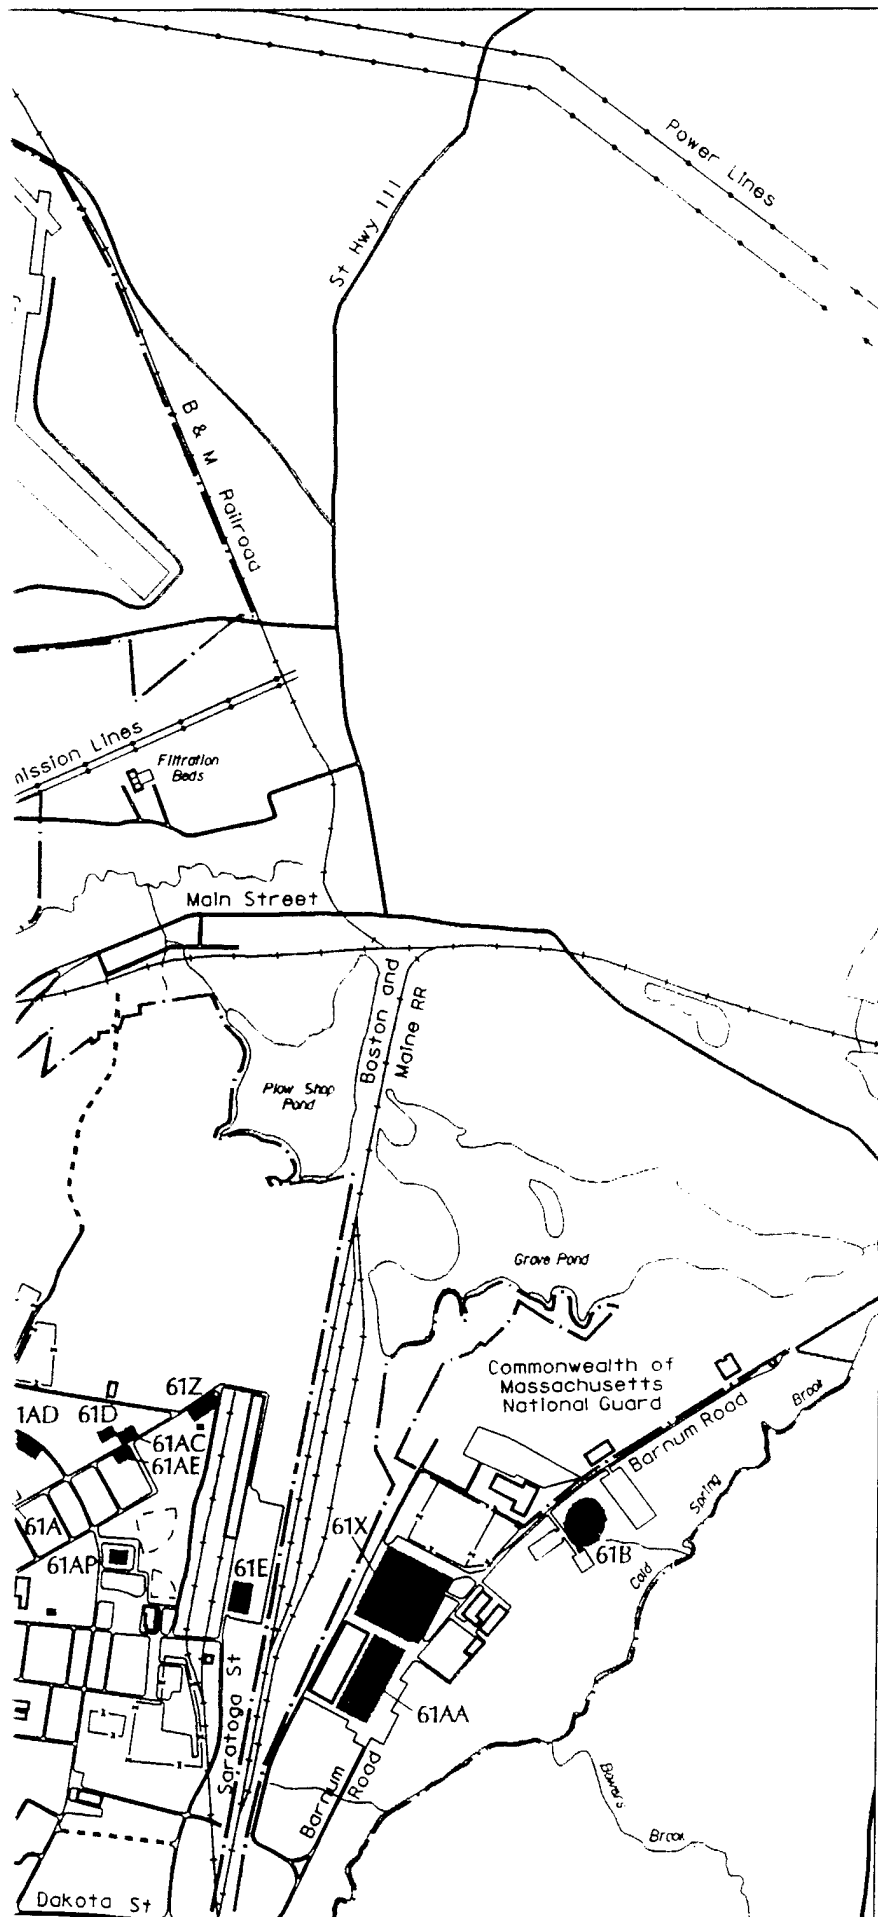 Power Lines
St Hwy 111
B & M Railroad
mission Lines
Filtration
Beds
Main Street
Boston and
Maine RR
Plow Shop
Pond
Grove Pond
Commonwealth of
Massachusetts
National Guard
Barnum Road
Brook
Spring
Cold
61Z
1AD
61D
61AC
61AE
61A
61X
61AP
61E
61B
61AA
Saratoga St
Barnum
Road
Bowers
Brook
Dakota St